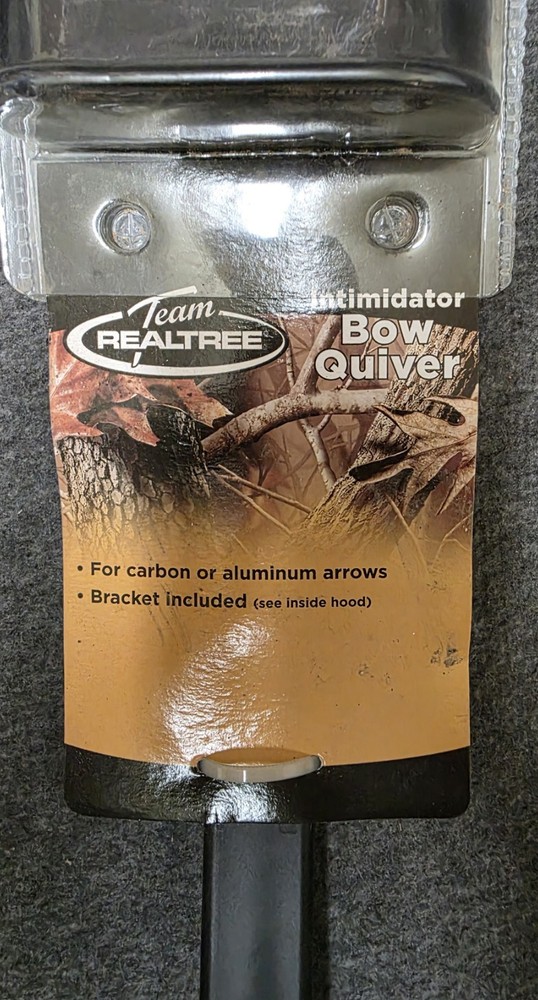 Team
REALTREE
Intimidator
Bow
Quiver
• For carbon or aluminum arrows
• Bracket included (see inside hood)